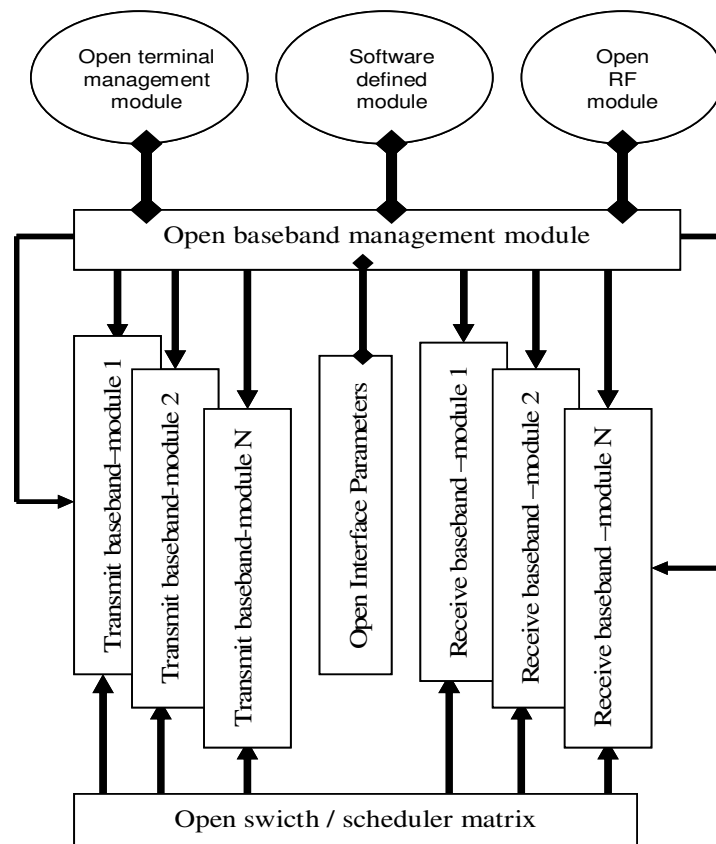 Open terminal
management
module
Software
defined
module
Open
RF
module
Open baseband management module
Transmit baseband–module 1
Transmit baseband-module 2
Transmit baseband-module N
Open Interface Parameters
Receive baseband –module 1
Receive baseband –module 2
Receive baseband –module N
Open swicth / scheduler matrix